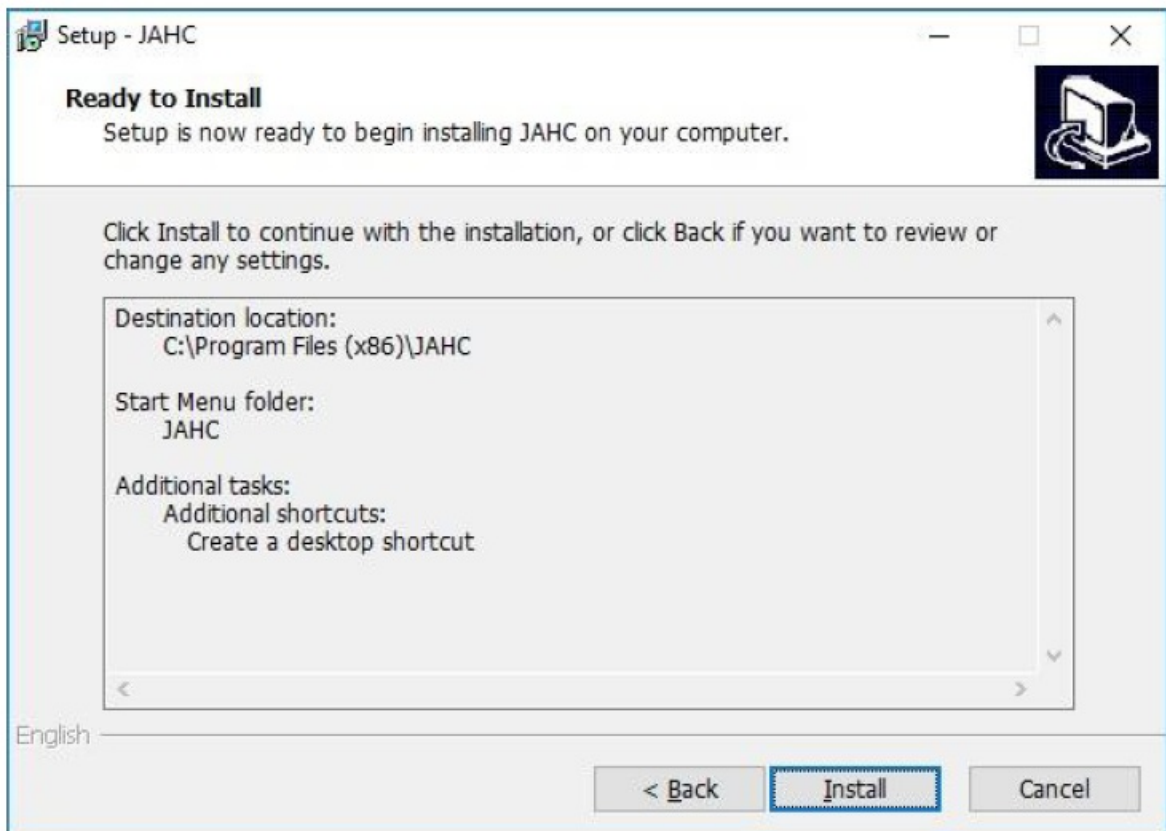 Setup - JAHC
Ready to Install
Setup is now ready to begin installing JAHC on your computer.
Click Install to continue with the installation, or click Back if you want to review or
change any settings.
Destination location:
C:\Program Files (x86)\JAHC
Start Menu folder:
JAHC
Additional tasks:
Additional shortcuts:
Create a desktop shortcut
English
< Back
Install
Cancel